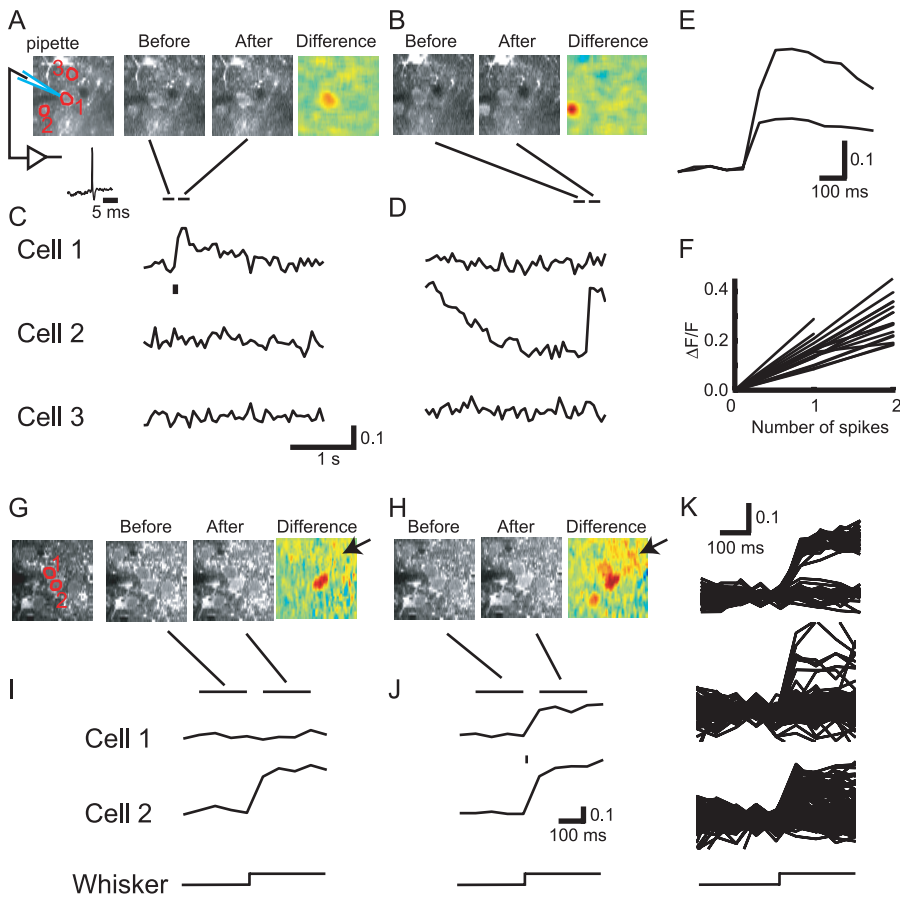 A
B
E
pipette
Before
After
Difference
Before
After
Difference
3
1
2
0.1
100 ms
5 ms
C
D
Cell 1
Cell 2
Cell 3
0.1
1 s
F
ΔF/F
0.4
0.2
0.0
0
1
2
Number of spikes
G
H
K
Before
After
Difference
Before
After
Difference
1
2
0.1
100 ms
I
J
Cell 1
Cell 2
0.1
100 ms
Whisker